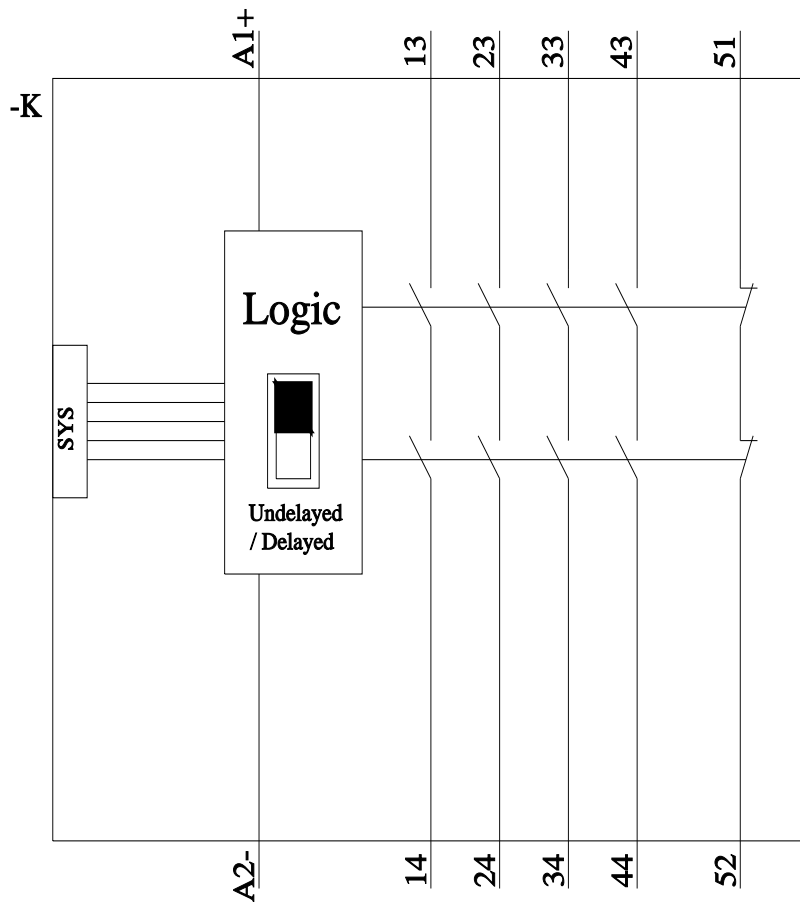 A1+
13
23
33
43
51
-K
Logic
SYS
Undelayed
/ Delayed
A2-
14
24
34
44
52